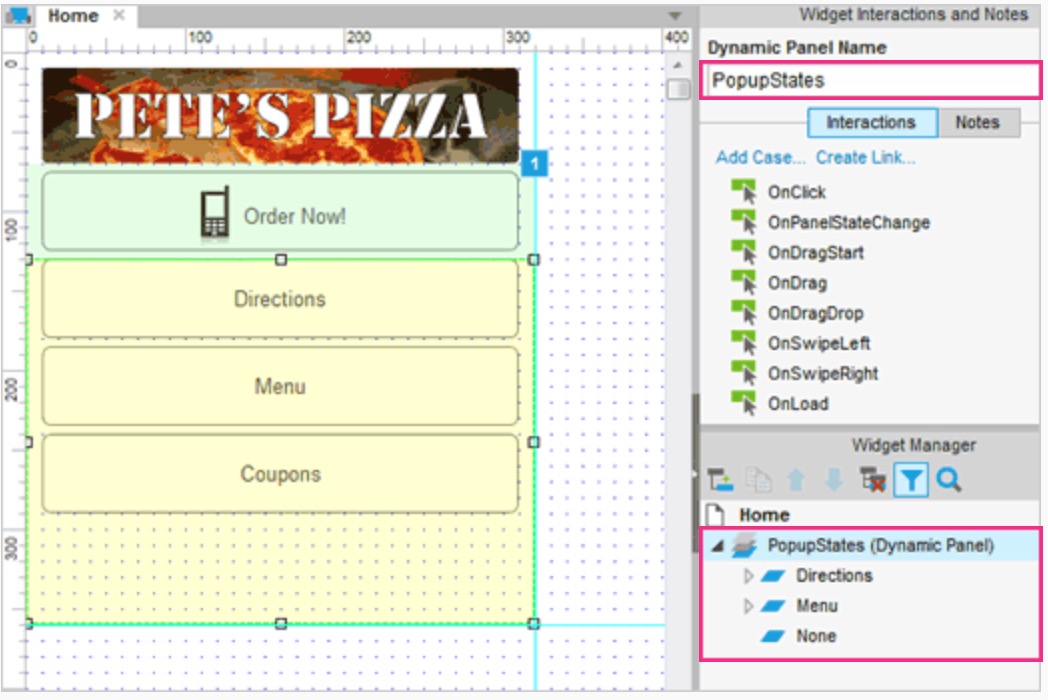 Home
0 100 200 300 400
0
100
200
300
PETE'S PIZZA
1
Order Now!
Directions
Menu
Coupons
Widget Interactions and Notes
Dynamic Panel Name
PopupStates
Interactions Notes
Add Case... Create Link...
OnClick
OnPanelStateChange
OnDragStart
OnDrag
OnDragDrop
OnSwipeLeft
OnSwipeRight
OnLoad
Widget Manager
Home
PopupStates (Dynamic Panel)
Directions
Menu
None